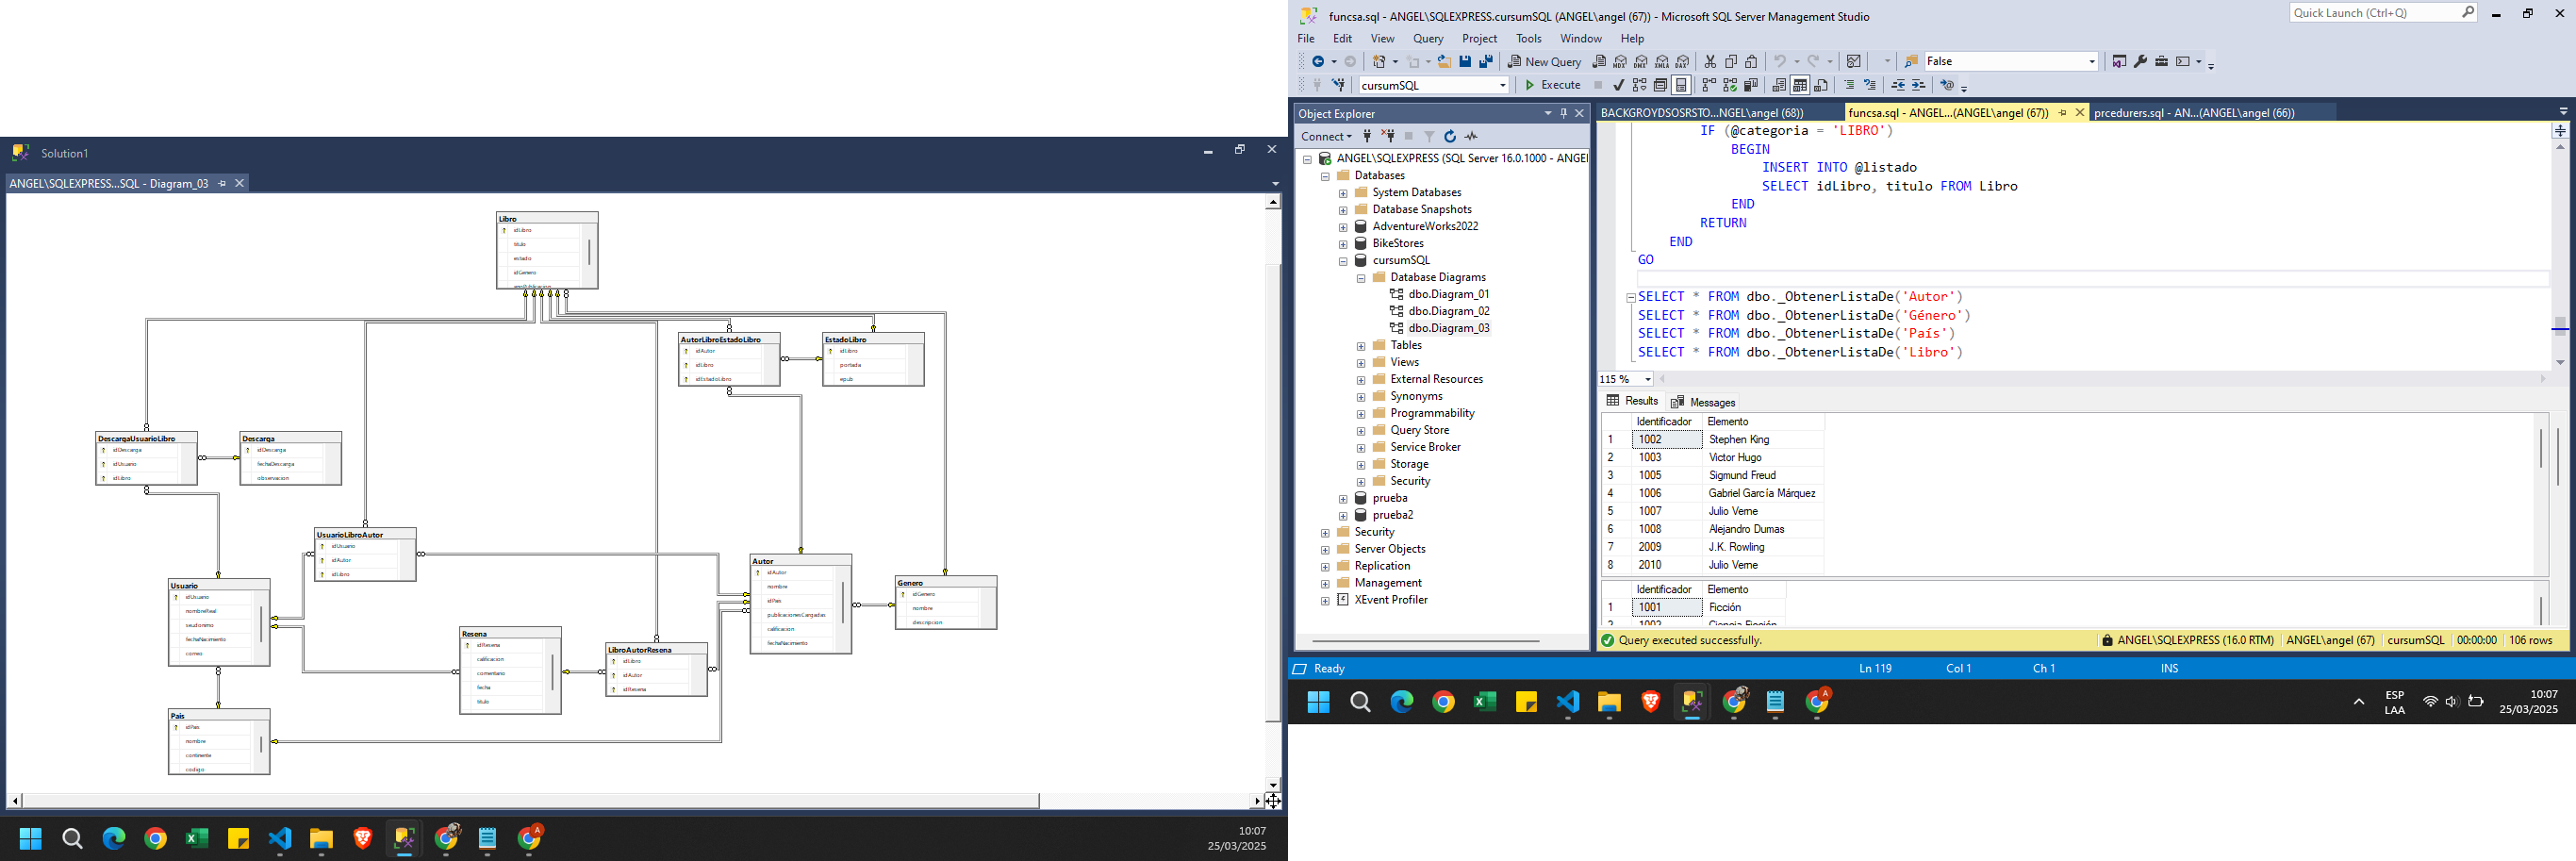 Solution1
ANGEL\SQLEXPRESS...SQL - Diagram_03
Libro
idLibro
titulo
estado
idGenero
AutorLibroEstadoLibro
idAutor
idLibro
idEstadoLibro
EstadoLibro
idLibro
portada
epub
DescargaUsuarioLibro
idDescarga
idUsuario
idLibro
Descarga
idDescarga
fechaDescarga
observacion
UsuarioLibroAutor
idUsuario
idAutor
idLibro
Usuario
idUsuario
nombreReal
seudonimo
fechaNacimiento
correo
Autor
idAutor
nombre
idPais
publicacionesCargadas
calificacion
fechaNacimiento
Genero
idGenero
nombre
descripcion
Resena
idResena
calificacion
comentario
fecha
titulo
LibroAutorResena
idLibro
idAutor
idResena
Pais
idPais
nombre
continente
codigo
10:07
25/03/2025
funcsa.sql - ANGEL\SQLEXPRESS.cursumSQL (ANGEL\angel (67)) - Microsoft SQL Server Management Studio
Quick Launch (Ctrl+Q)
File Edit View Query Project Tools Window Help
New Query
MDX DMX XMLA DAX
False
cursumSQL
Execute
Object Explorer
Connect
ANGEL\SQLEXPRESS (SQL Server 16.0.1000 - ANGEL
Databases
System Databases
Database Snapshots
AdventureWorks2022
BikeStores
cursumSQL
Database Diagrams
dbo.Diagram_01
dbo.Diagram_02
dbo.Diagram_03
Tables
Views
External Resources
Synonyms
Programmability
Query Store
Service Broker
Storage
Security
prueba
prueba2
Security
Server Objects
Replication
Management
XEvent Profiler
BACKGROYDSOSRSTO...NGEL\angel (68))
funcsa.sql - ANGEL...(ANGEL\angel (67))
prcedurers.sql - AN...(ANGEL\angel (66))
IF (@categoria = 'LIBRO')
BEGIN
INSERT INTO @listado
SELECT idLibro, titulo FROM Libro
END
RETURN
END
GO
SELECT * FROM dbo._ObtenerListaDe('Autor')
SELECT * FROM dbo._ObtenerListaDe('Género')
SELECT * FROM dbo._ObtenerListaDe('País')
SELECT * FROM dbo._ObtenerListaDe('Libro')
115 %
Results Messages
Identificador Elemento
1 1002 Stephen King
2 1003 Victor Hugo
3 1005 Sigmund Freud
4 1006 Gabriel García Márquez
5 1007 Julio Verne
6 1008 Alejandro Dumas
7 2009 J.K. Rowling
8 2010 Julio Verne
Identificador Elemento
1 1001 Ficción
2 1002 Ciencia Ficción
Query executed successfully.
ANGEL\SQLEXPRESS (16.0 RTM) ANGEL\angel (67) cursumSQL 00:00:00 106 rows
Ready
Ln 119 Col 1 Ch 1 INS
ESP
LAA
10:07
25/03/2025